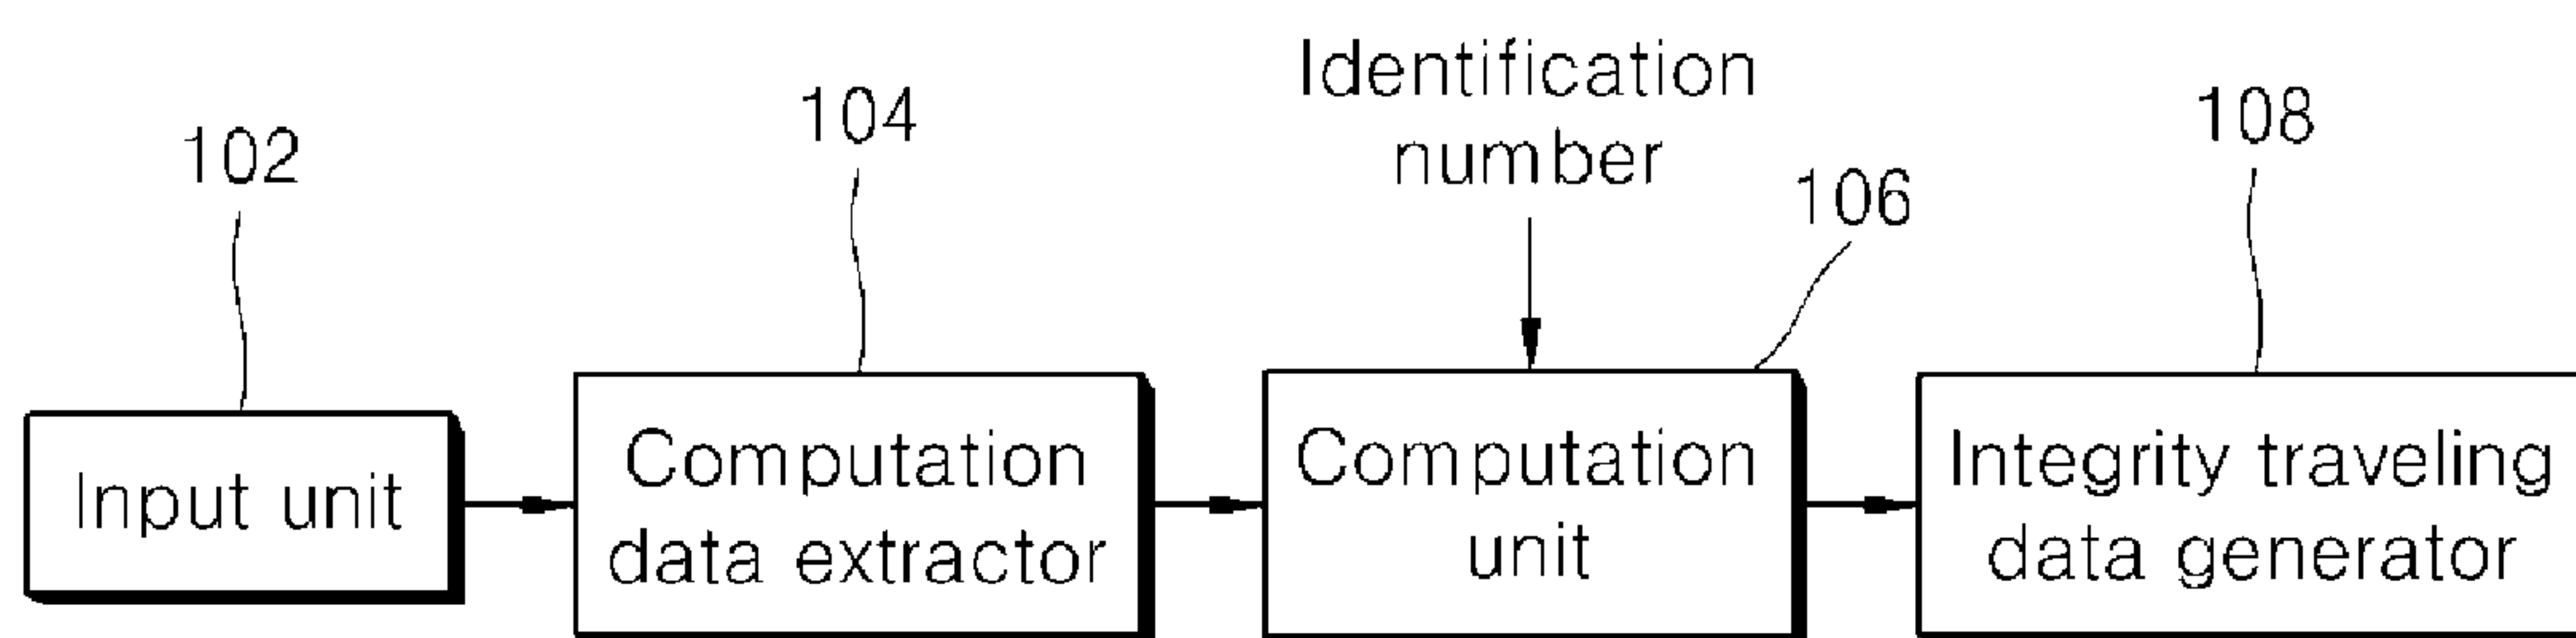 102
104
Identification
number
106
108
Input unit
Computation
data extractor
Computation
unit
Integrity traveling
data generator